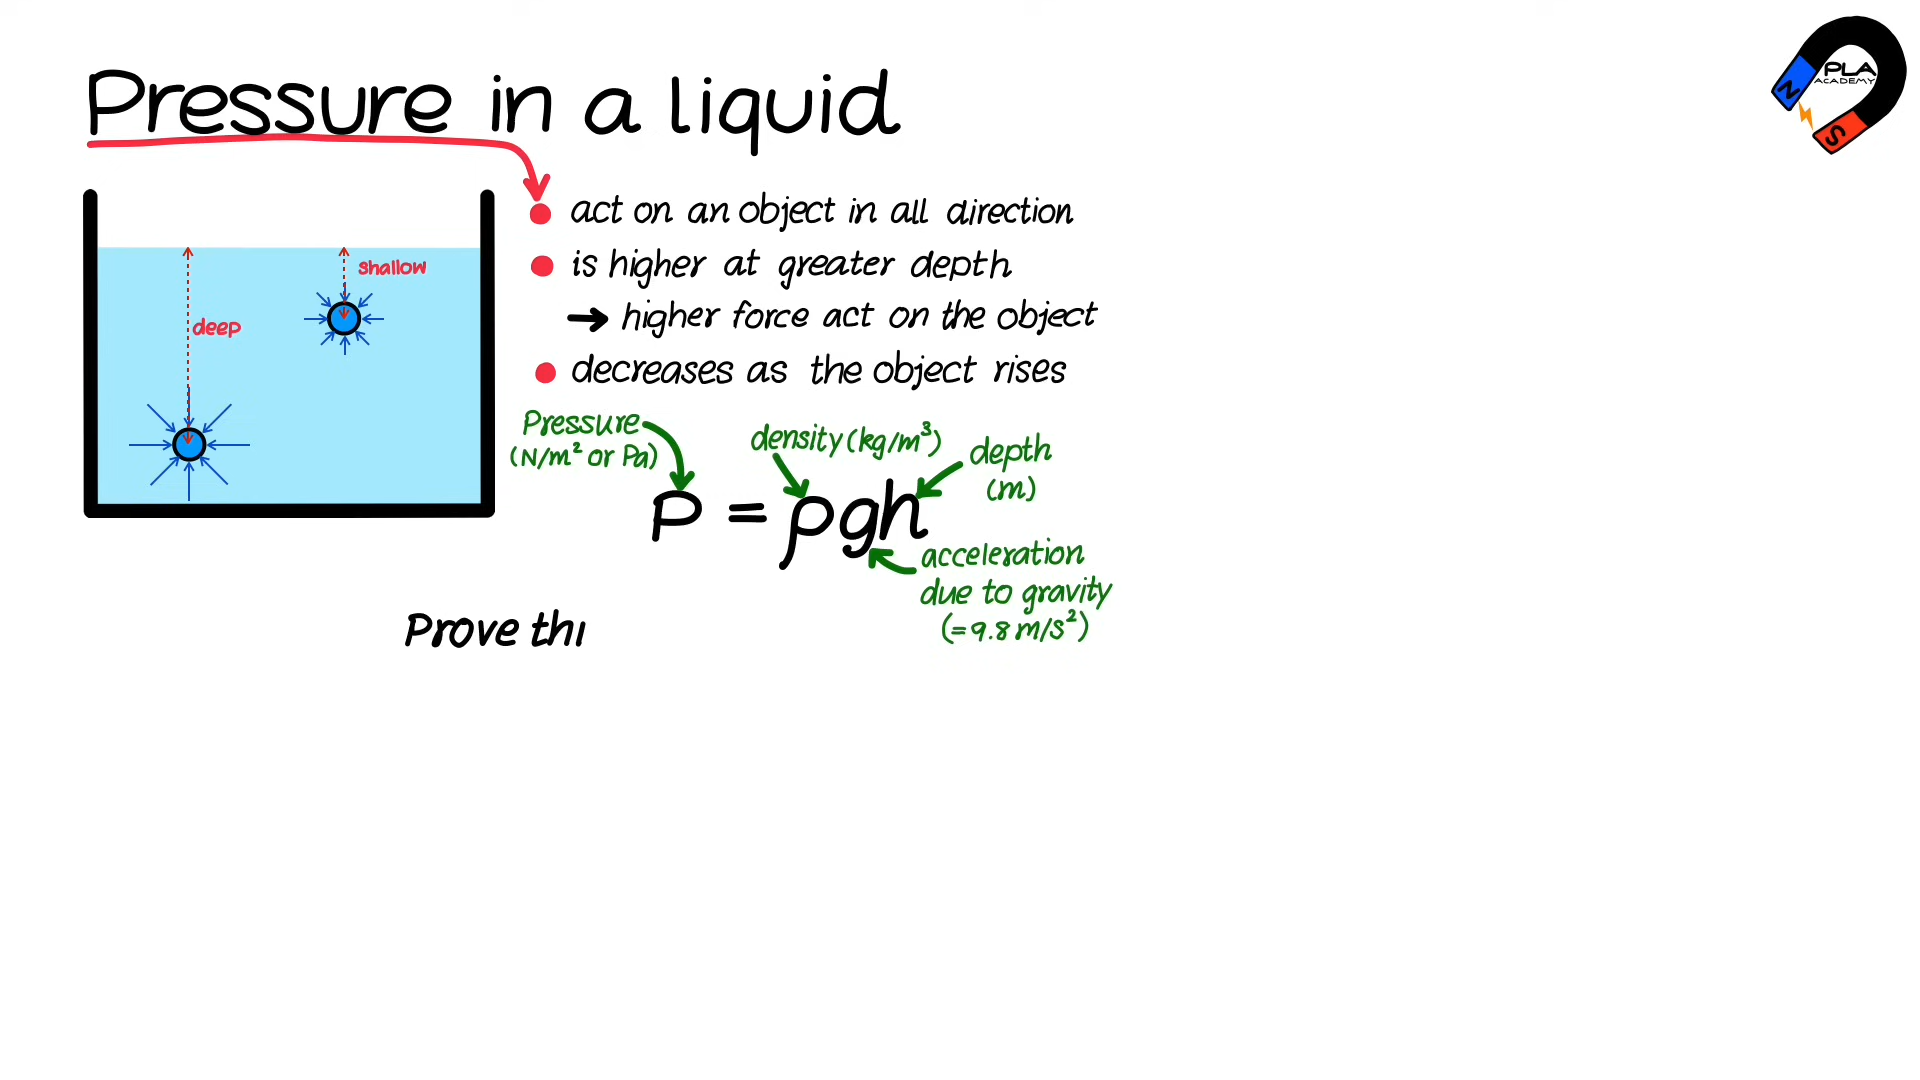 Pressure in a liquid
PLA
ACADEMY
N
S
act on an object in all direction
is higher at greater depth
→ higher force act on the object
decreases as the object rises
shallow
deep
Pressure
(N/m² or Pa)
density (kg/m³)
depth
(m)
P = ρgh
acceleration
due to gravity
(=9.8 m/s²)
Prove thı